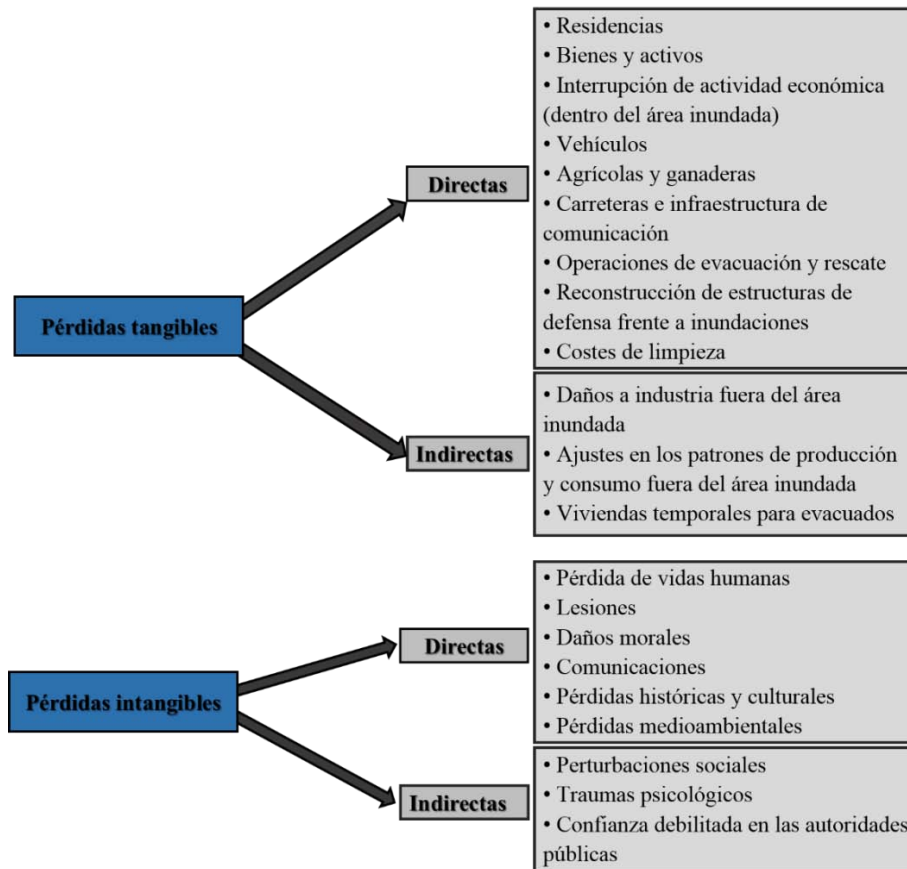 Pérdidas tangibles
Directas
• Residencias
• Bienes y activos
• Interrupción de actividad económica
(dentro del área inundada)
• Vehículos
• Agrícolas y ganaderas
• Carreteras e infraestructura de
comunicación
• Operaciones de evacuación y rescate
• Reconstrucción de estructuras de
defensa frente a inundaciones
• Costes de limpieza
Indirectas
• Daños a industria fuera del área
inundada
• Ajustes en los patrones de producción
y consumo fuera del área inundada
• Viviendas temporales para evacuados
Pérdidas intangibles
Directas
• Pérdida de vidas humanas
• Lesiones
• Daños morales
• Comunicaciones
• Pérdidas históricas y culturales
• Pérdidas medioambientales
Indirectas
• Perturbaciones sociales
• Traumas psicológicos
• Confianza debilitada en las autoridades
públicas